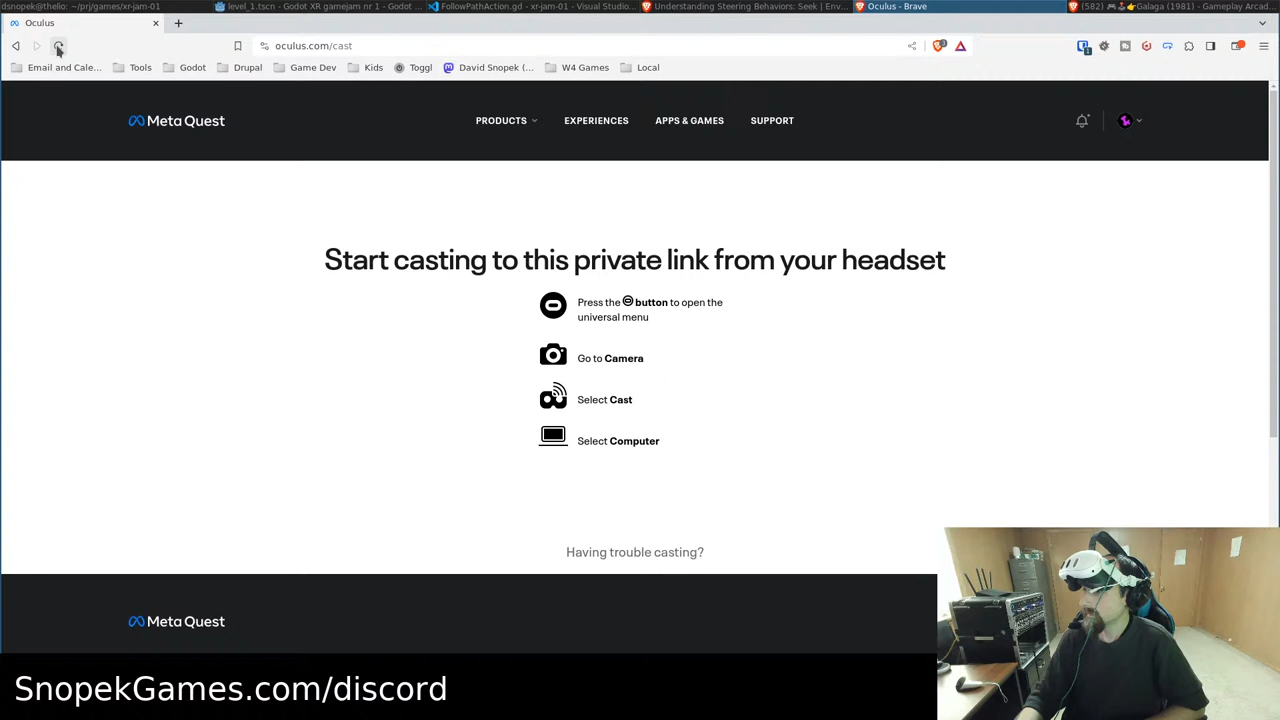 dsnopek@thelio: ~/prj/games/xr-jam-01
level_1.tscn - Godot XR gamejam nr 1 - Godot ...
FollowPathAction.gd - xr-jam-01 - Visual Studio...
Understanding Steering Behaviors: Seek | Env...
Oculus - Brave
(582) 🎮🕹️👉Galaga (1981) - Gameplay Arcad...
Oculus
oculus.com/cast
Email and Cale...
Tools
Godot
Drupal
Game Dev
Kids
Toggl
David Snopek (...
W4 Games
Local
Meta Quest
PRODUCTS
EXPERIENCES
APPS & GAMES
SUPPORT
Start casting to this private link from your headset
Press the button to open the
universal menu
Go to Camera
Select Cast
Select Computer
Having trouble casting?
Meta Quest
SnopekGames.com/discord